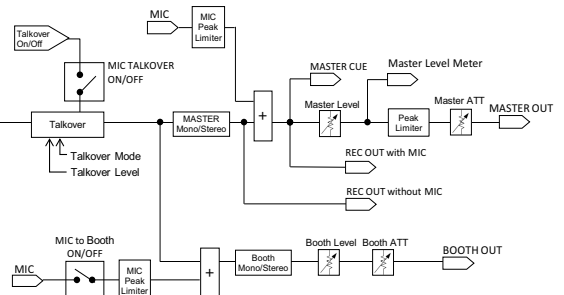 MIC
MIC
Peak
Limiter
Talkover
On/Off
MIC TALKOVER
ON/OFF
MASTER CUE
Master Level Meter
Master Level
Master ATT
MASTER OUT
Talkover
MASTER
Mono/Stereo
+
Peak
Limiter
Talkover Mode
Talkover Level
REC OUT with MIC
REC OUT without MIC
MIC to Booth
ON/OFF
Booth Level
Booth ATT
BOOTH OUT
MIC
MIC
Peak
Limiter
+
Booth
Mono/Stereo